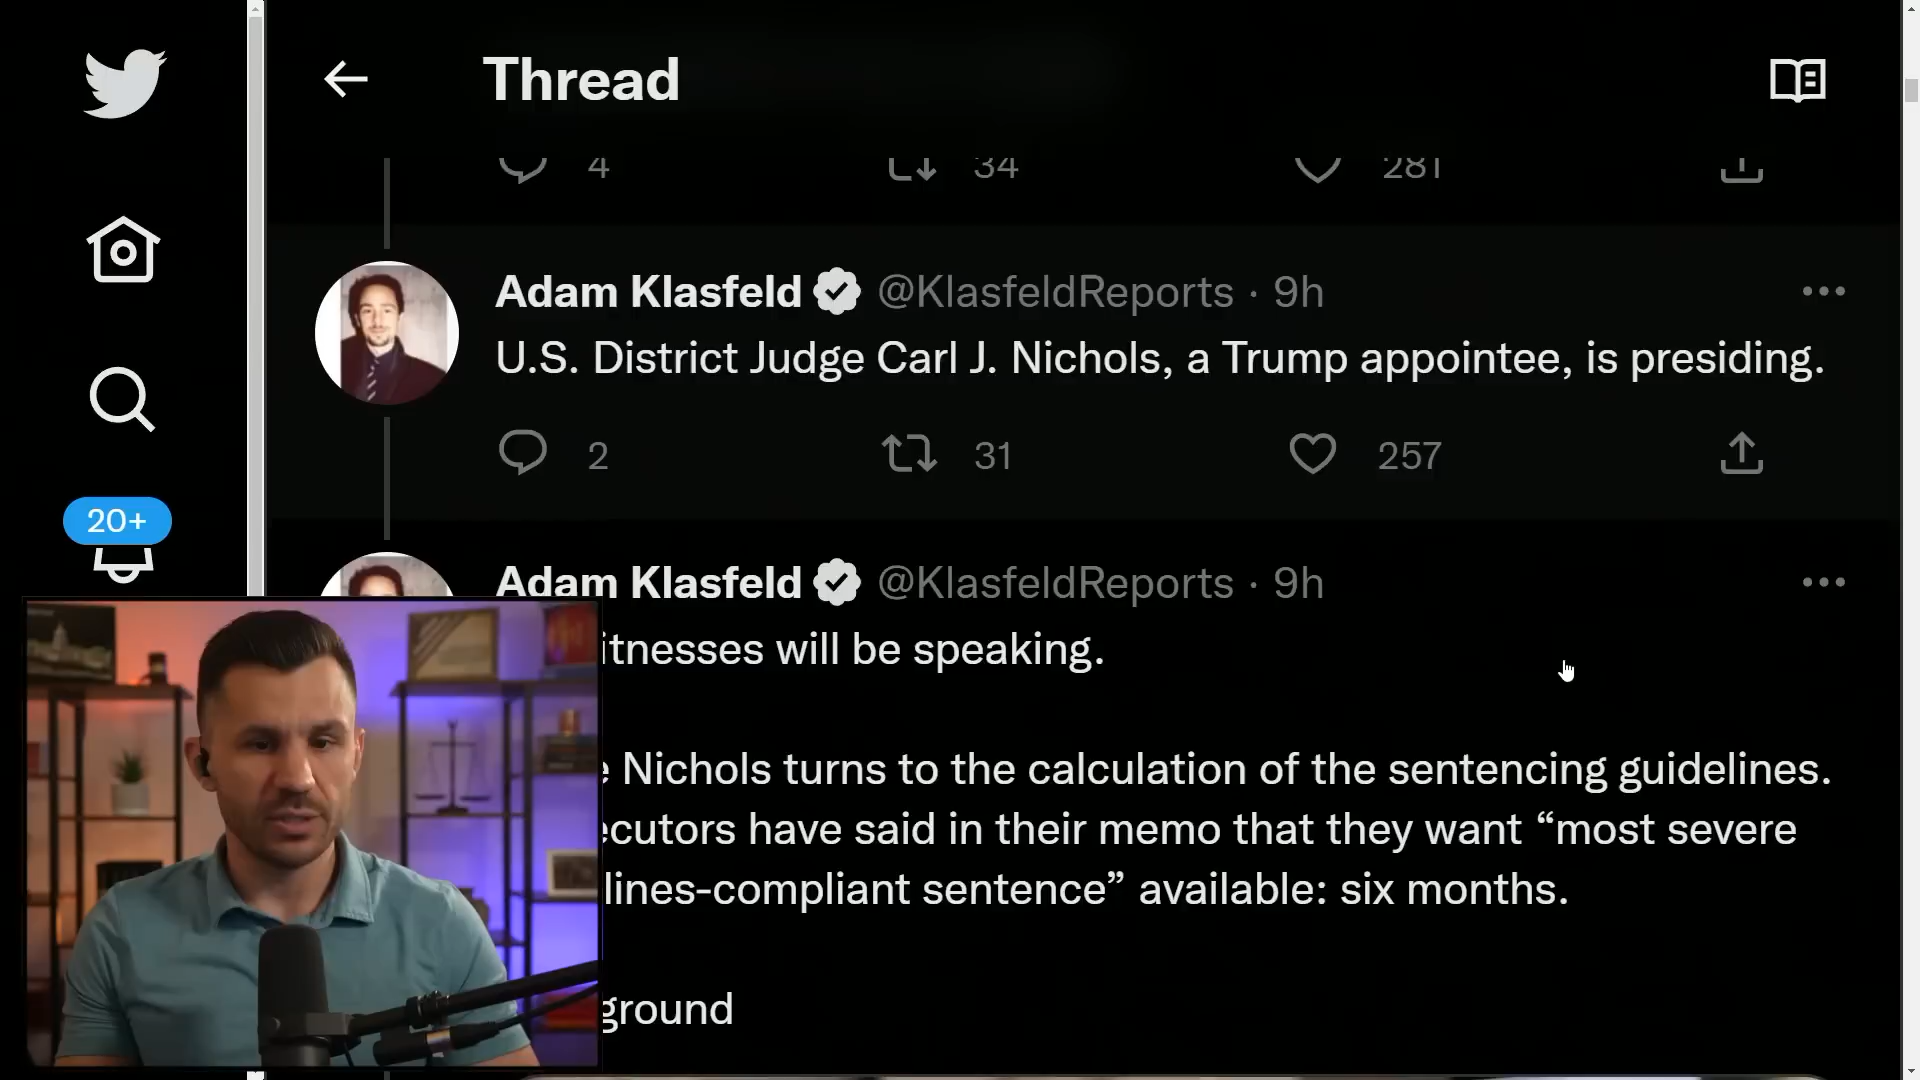 Thread
4 34 281
Adam Klasfeld @KlasfeldReports · 9h
U.S. District Judge Carl J. Nichols, a Trump appointee, is presiding.
2 31 257
20+
Adam Klasfeld @KlasfeldReports · 9h
itnesses will be speaking.
e Nichols turns to the calculation of the sentencing guidelines.
ecutors have said in their memo that they want “most severe
lines-compliant sentence” available: six months.
ground